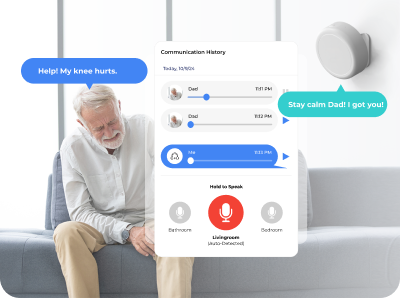 Communication History
Today, 10/9/24
Help! My knee hurts.
Dad 11:11 PM
Stay calm Dad! I got you!
Dad 11:12 PM
Me 11:13 PM
Hold to Speak
Bathroom
Livingroom
(Auto-Detected)
Bedroom